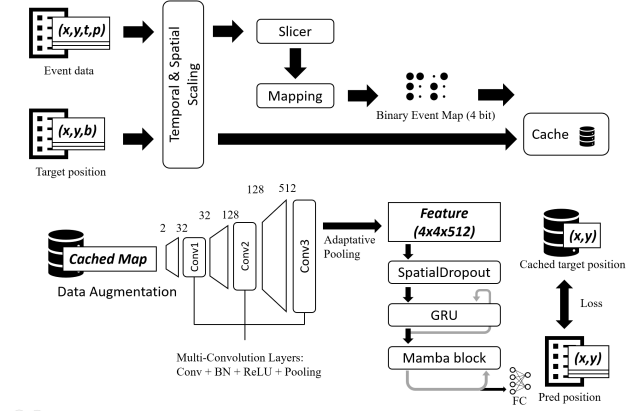 (x,y,t,p)
Event data
(x,y,b)
Target position
Temporal & Spatial
Scaling
Slicer
Mapping
Binary Event Map (4 bit)
Cache
Cached Map
Data Augmentation
2
32
Conv1
32
128
Conv2
128
512
Conv3
Multi-Convolution Layers:
Conv + BN + ReLU + Pooling
Adaptative
Pooling
Feature
(4x4x512)
SpatialDropout
GRU
Mamba block
FC
(x,y)
Cached target position
Loss
(x,y)
Pred position